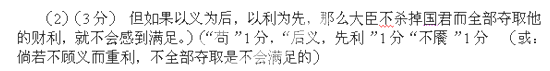 （2）（3分） 但如果以义为后，以利为先，那么大臣不杀掉国君而全部夺取他
的财利，就不会感到满足。）（“苟”1分，“后义，先利”1分“不餍”1分 （或：
倘若不顾义而重利，不全部夺取是不会满足的）